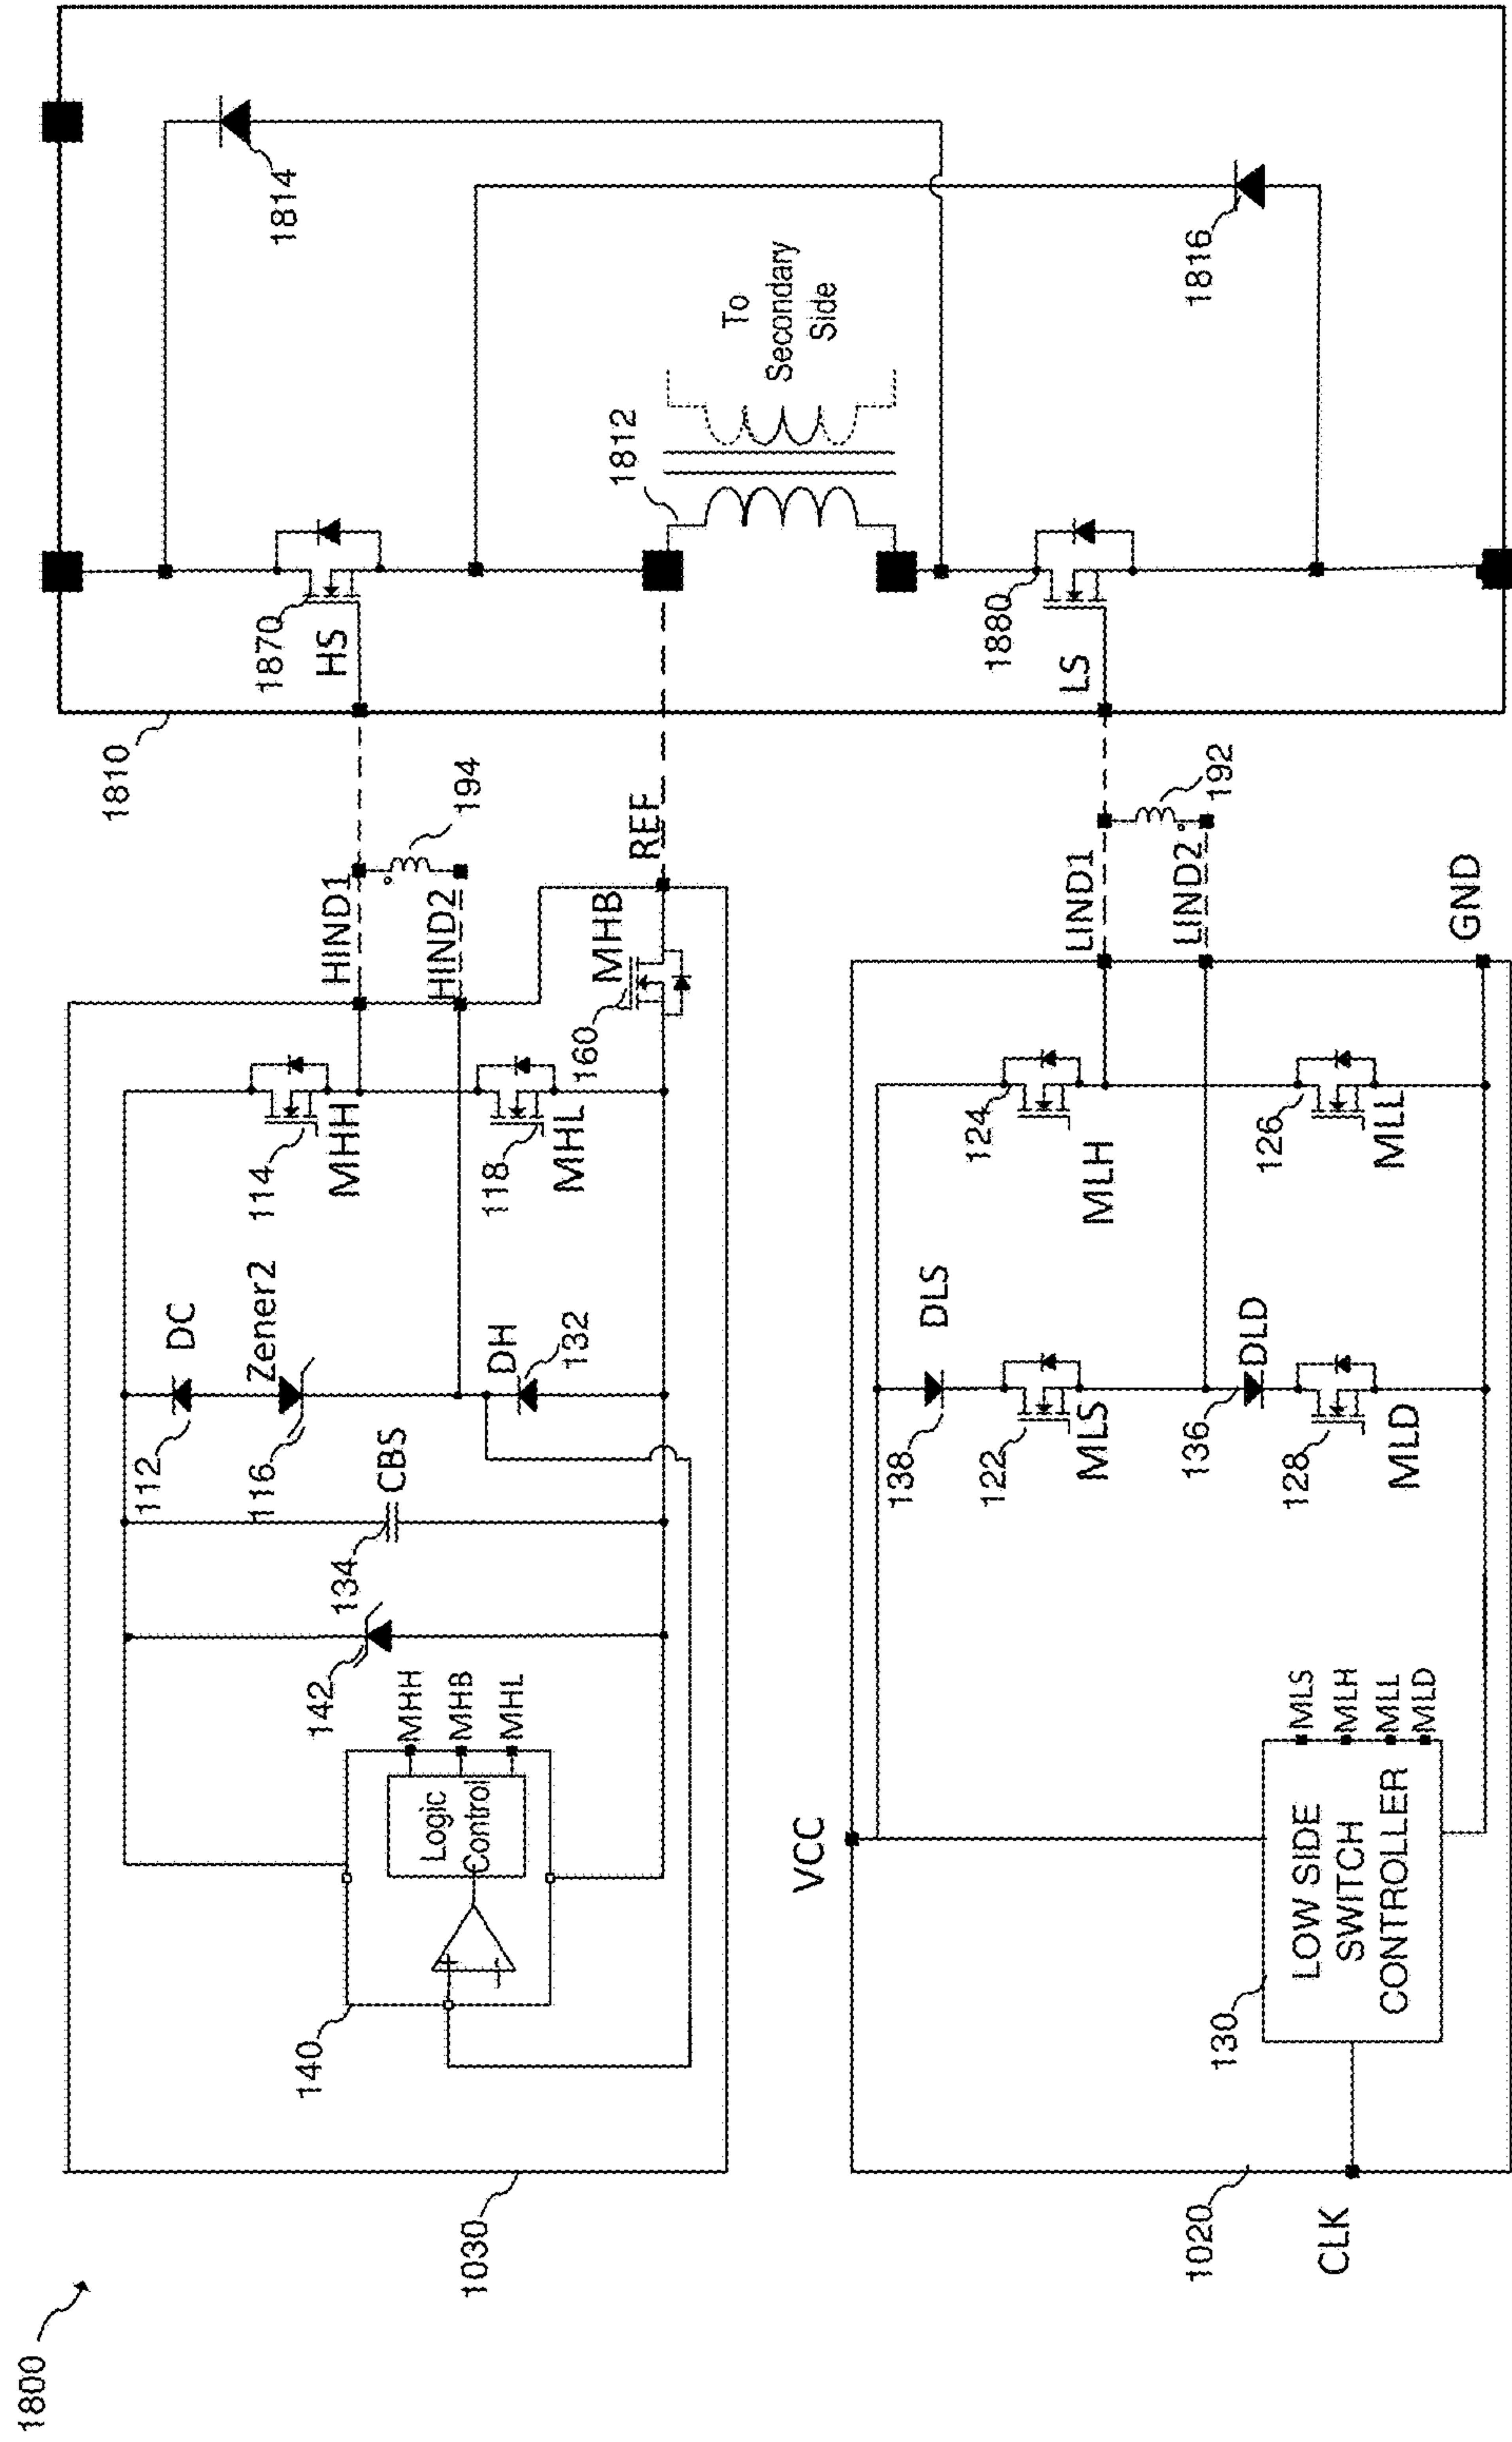 1800
1810
1870
HS
1814
1812
To
Secondary
Side
1816
1880
LS
HIND1
194
HIND2
REF
MHB
160
114
MHH
118
MHL
DC
112
Zener2
116
DH
132
CBS
134
142
MHH
MHB
MHL
Logic
Control
+
-
140
1030
LIND1
192
LIND2
GND
124
MLH
126
MLL
DLS
138
122
MLS
DLD
136
128
MLD
VCC
MLS
MLH
MLL
MLD
LOW SIDE
SWITCH
CONTROLLER
130
1020
CLK